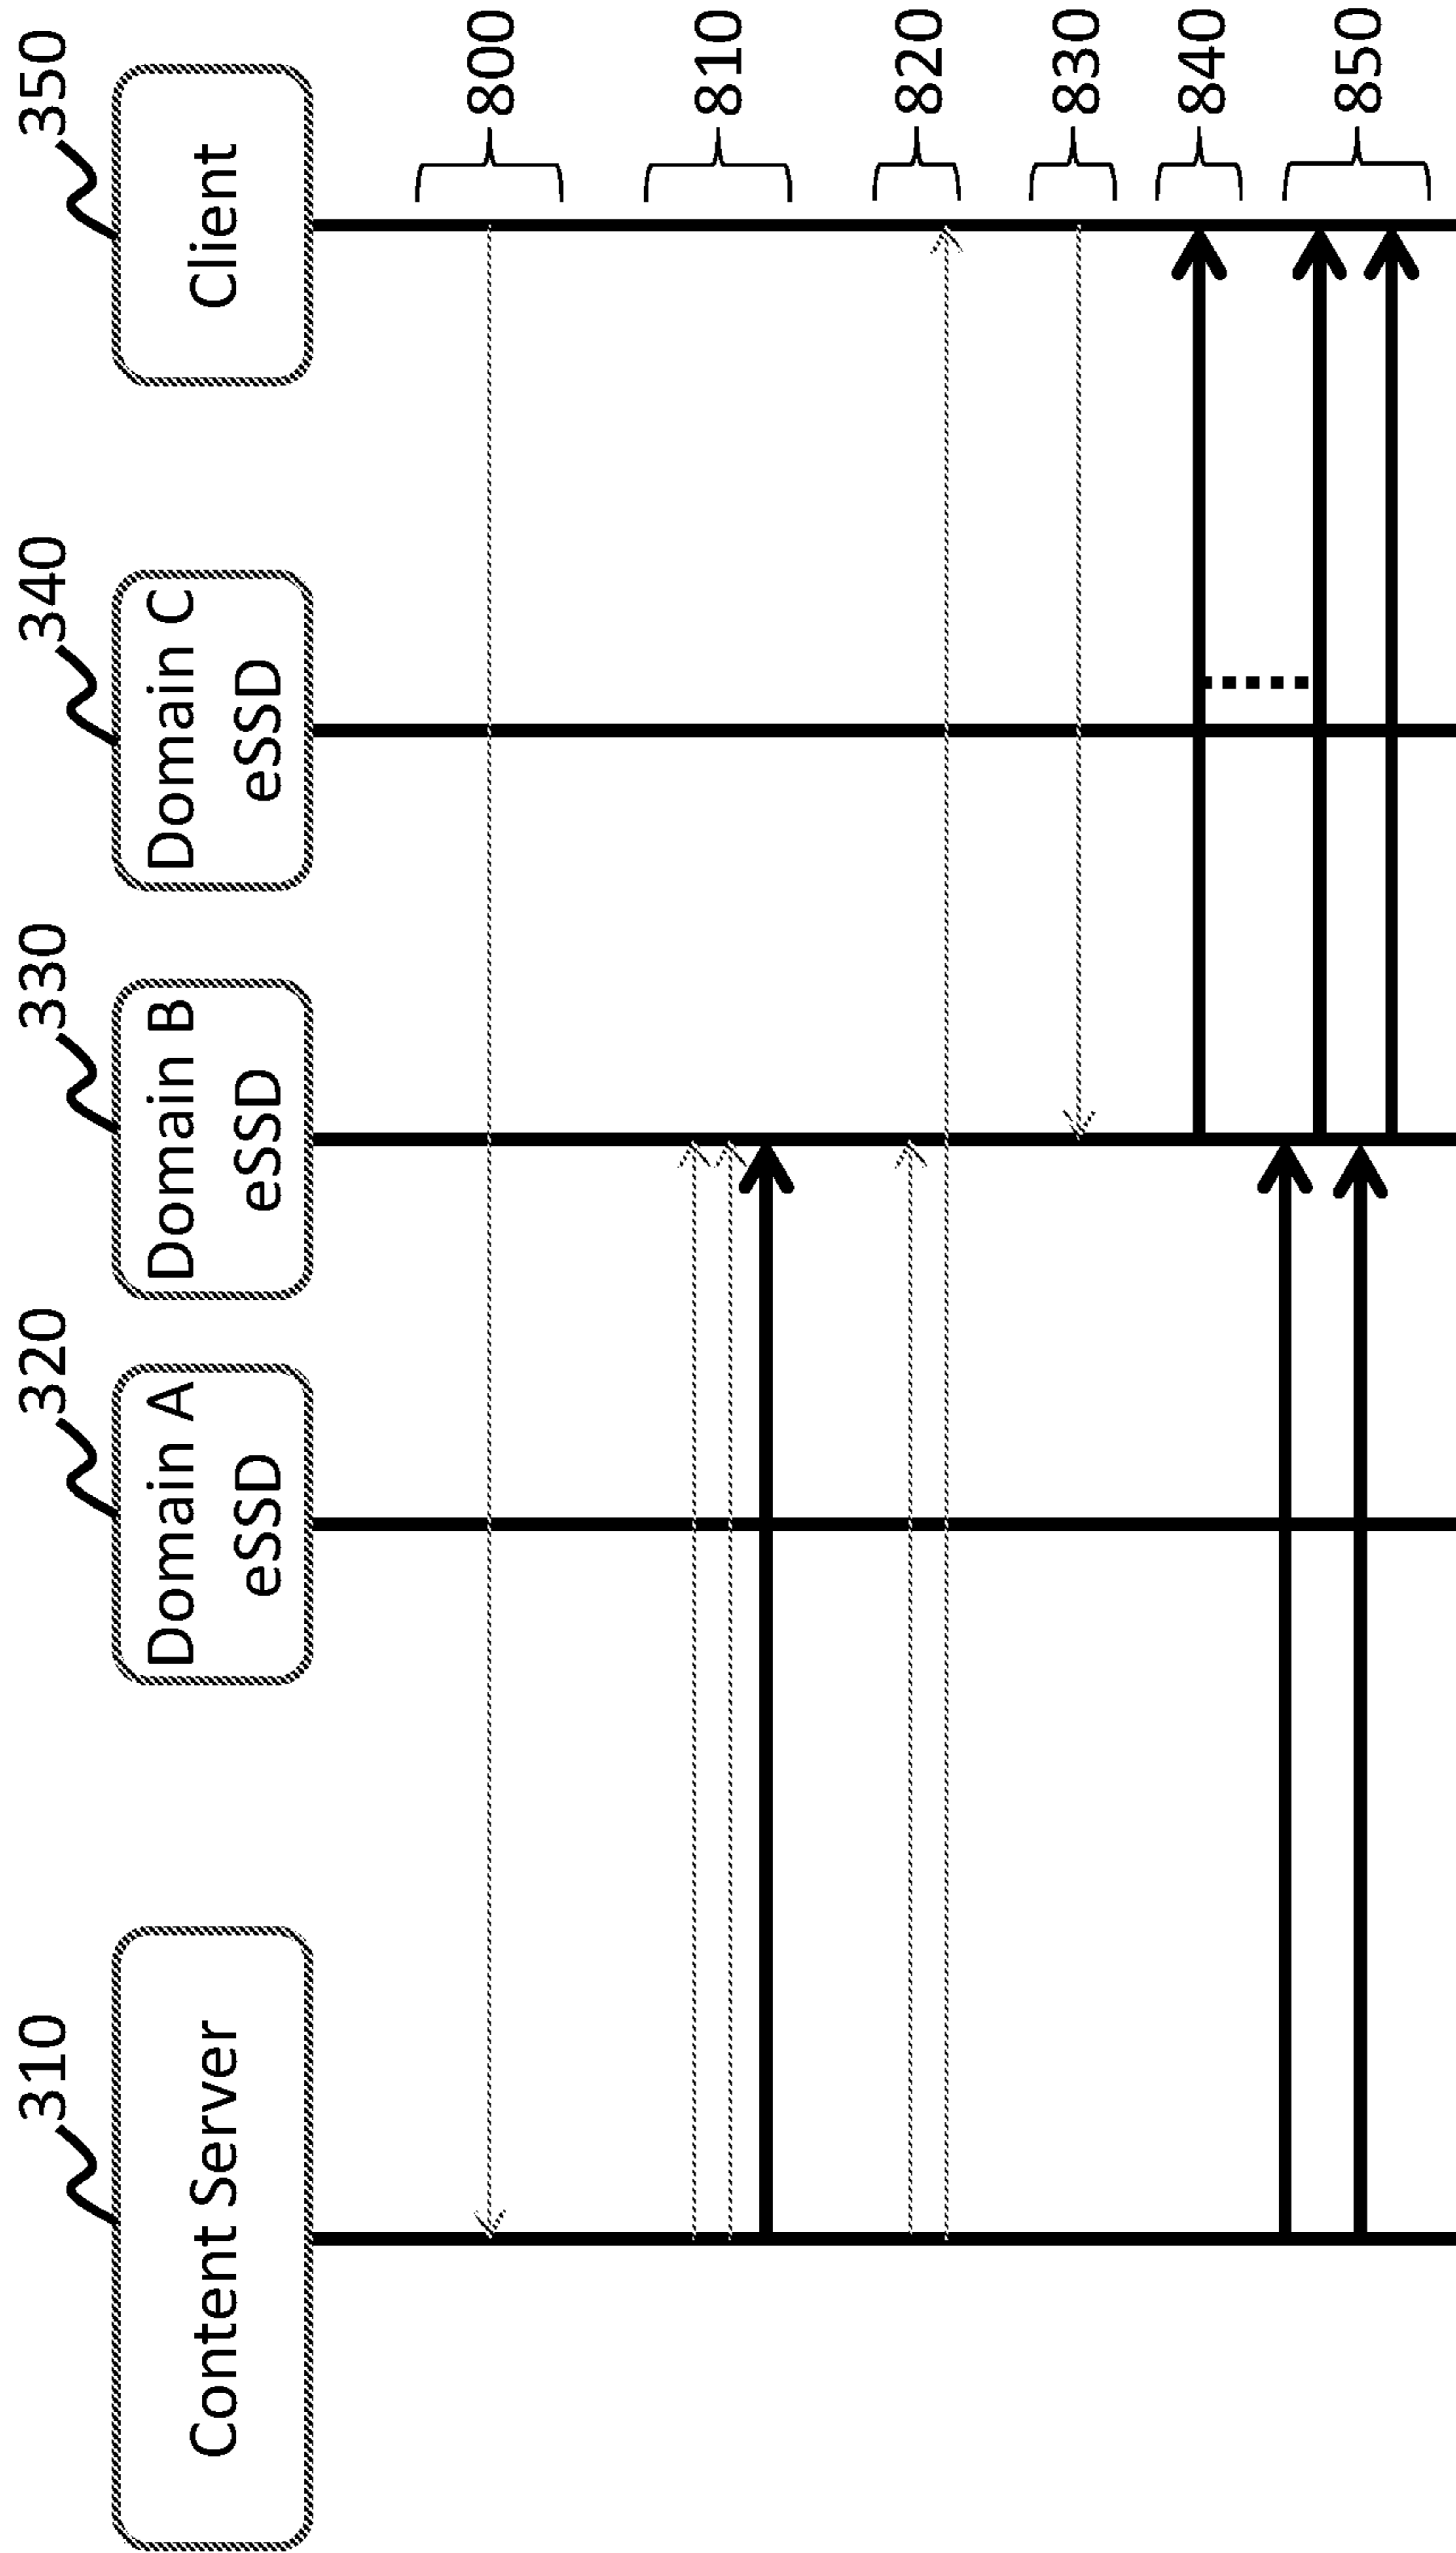 310
Content Server
320
Domain A
eSSD
330
Domain B
eSSD
340
Domain C
eSSD
350
Client
800
810
820
830
840
850